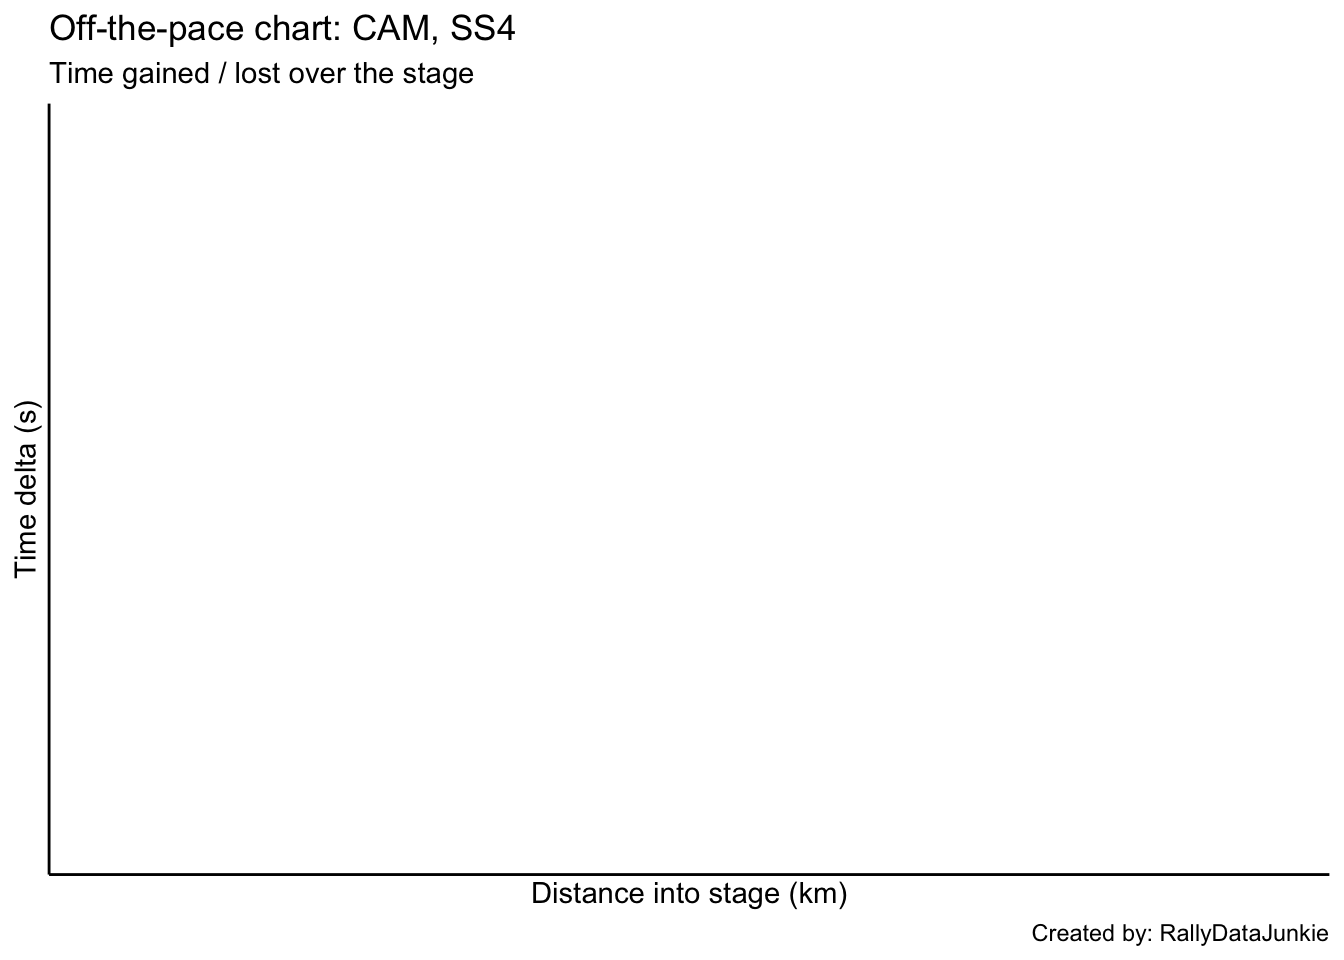 Off-the-pace chart: CAM, SS4
Time gained / lost over the stage
Time delta (s)
Distance into stage (km)
Created by: RallyDataJunkie